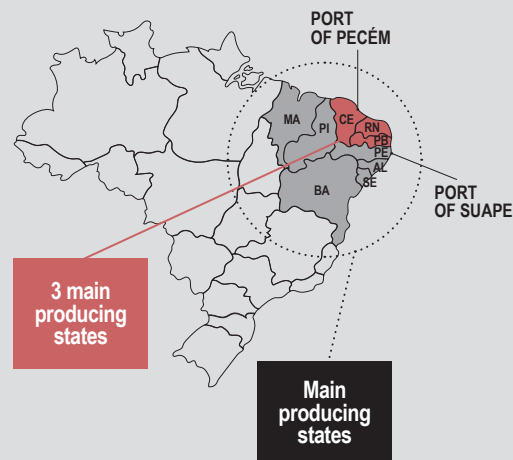 PORT
OF PECÉM
MA
PI
CE
RN
PB
PE
AL
SE
BA
PORT
OF SUAPE
3 main
producing
states
Main
producing
states